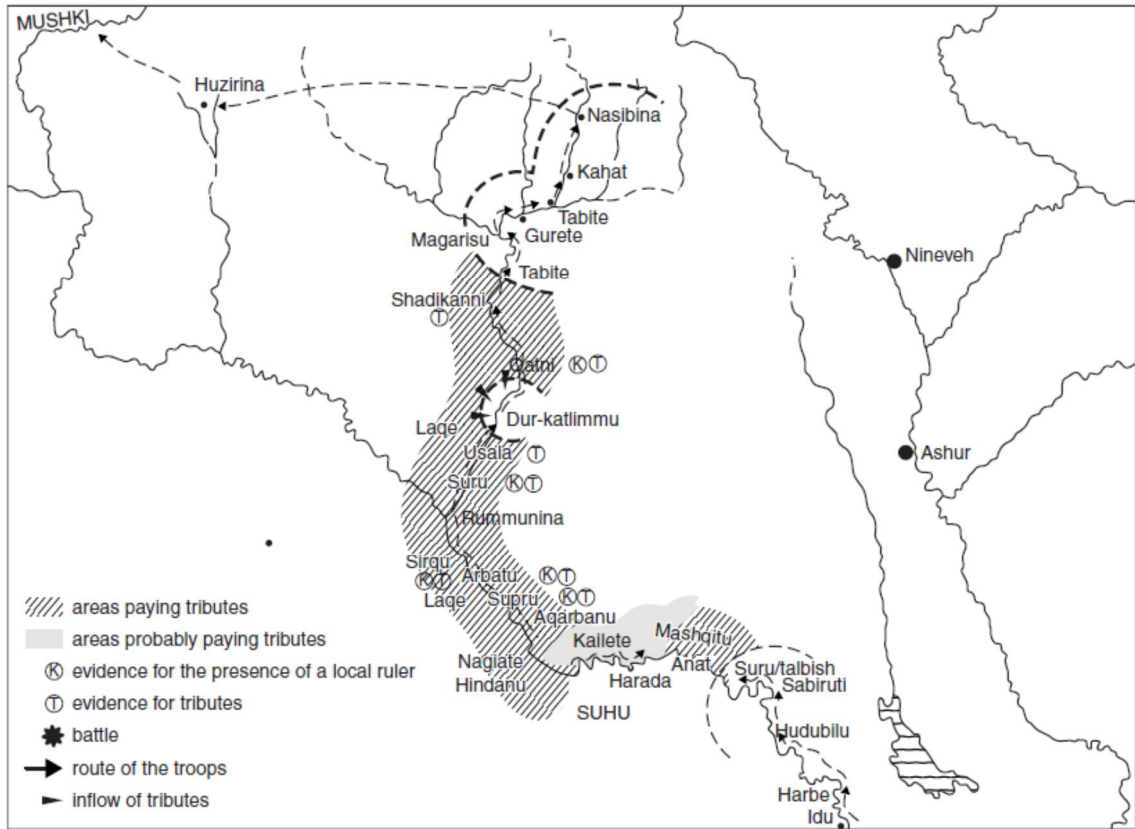 MUSHKI
Huzirina
Nasibina
Kahat
Tabite
Magarisu
Gurete
Tabite
Nineveh
Shadikanni
T
Qatni K T
Laqe
Dur-katlimmu
Usala T
Ashur
Suru K T
Rummunina
Sirqu
K T
Arbatu K T
Laqe
Supru K T
Aqarbanu
Kailete
Mashqitu
Nagiate
Hindanu
Harada
Anat
Suru/talbish
Sabiruti
SUHU
Hudubilu
Harbe
Idu
areas paying tributes
areas probably paying tributes
K evidence for the presence of a local ruler
T evidence for tributes
battle
route of the troops
inflow of tributes